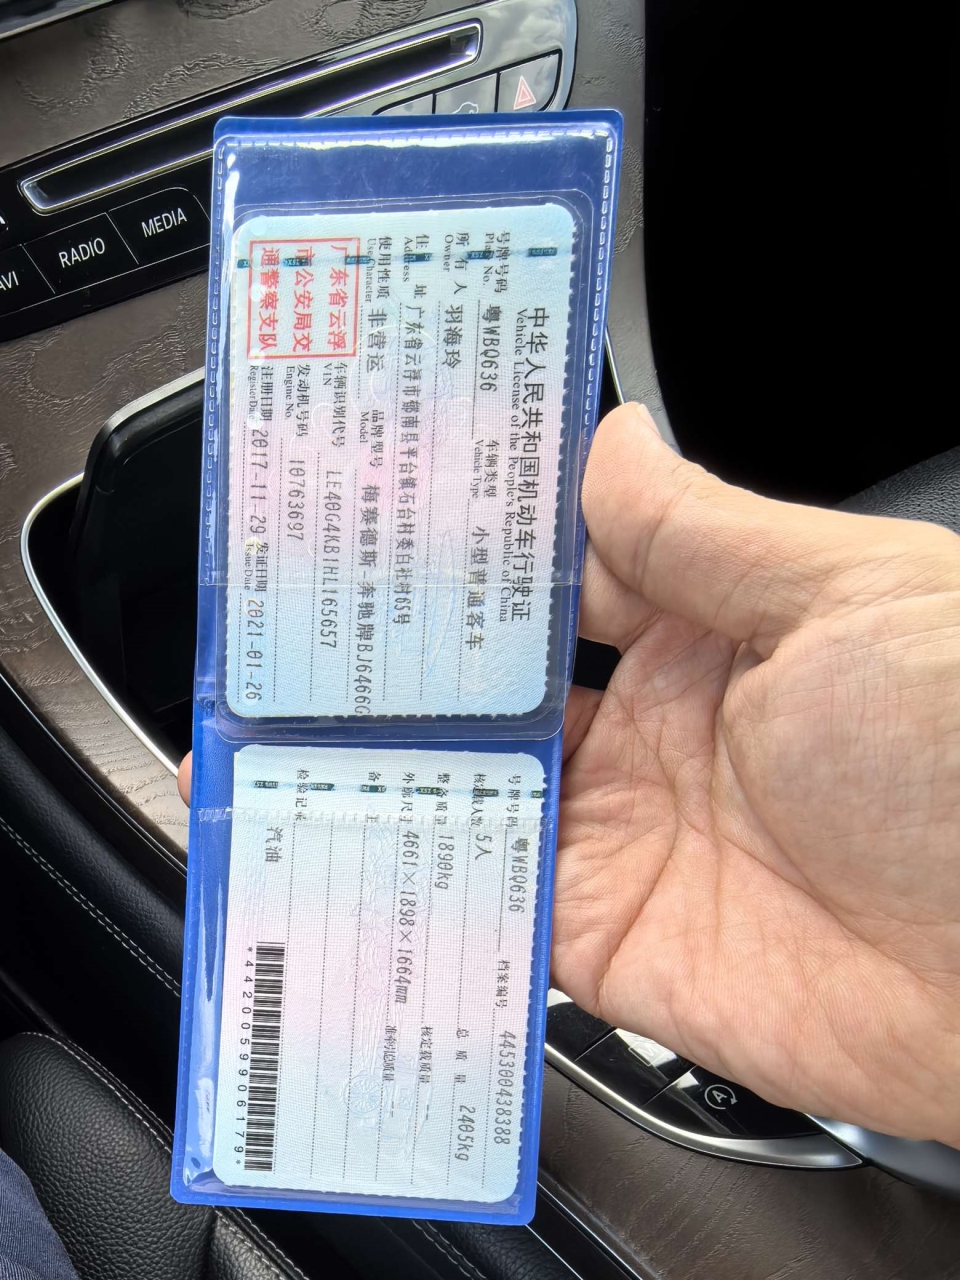 中华人民共和国机动车行驶证
Vehicle License of the People's Republic of China
号牌号码 粤WBQ636 车辆类型 小型普通客车
Plate No. Vehicle Type
所有人 羽海玲
Owner
住址 广东省云浮市郁南县平台镇石台村委白社村65号
Address
使用性质 非营运 品牌型号 梅赛德斯-奔驰牌BJ6466G
Use Character Model
广东省云浮
市公安局交
通警察支队
车辆识别代号 LE40G4KB1HL165657
VIN
发动机号码 10763697
Engine No.
注册日期 2017-11-29 发证日期 2021-01-26
Register Date Issue Date
号牌号码 粤WBQ636 档案编号 445300438388
核定载人数 5人 总质量 2405kg
整备质量 1890kg 核定载质量 --
外廓尺寸 4661×1898×1664mm 准牵引总质量 --
备注
检验记录
汽油
*4420059906179*
NAVI
RADIO
MEDIA
A